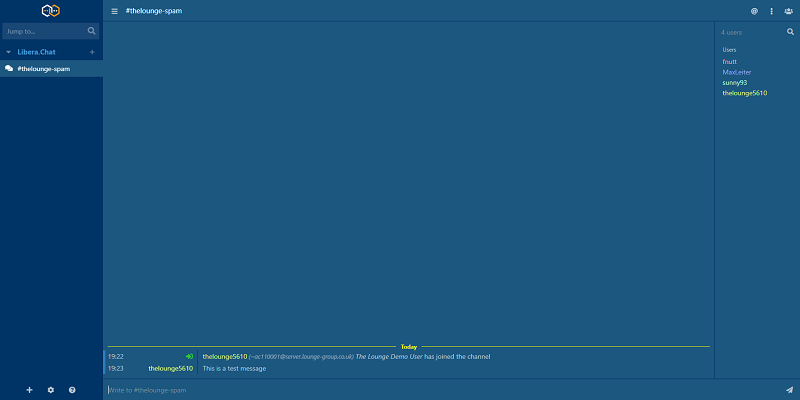 #thelounge-spam
Jump to...
4 users
Libera.Chat
Users
#thelounge-spam
fnutt
MaxLeiter
sunny93
thelounge5610
Today
19:22 thelounge5610 (~ac110001@server.lounge-group.co.uk) The Lounge Demo User has joined the channel
19:23 thelounge5610 This is a test message
Write to #thelounge-spam